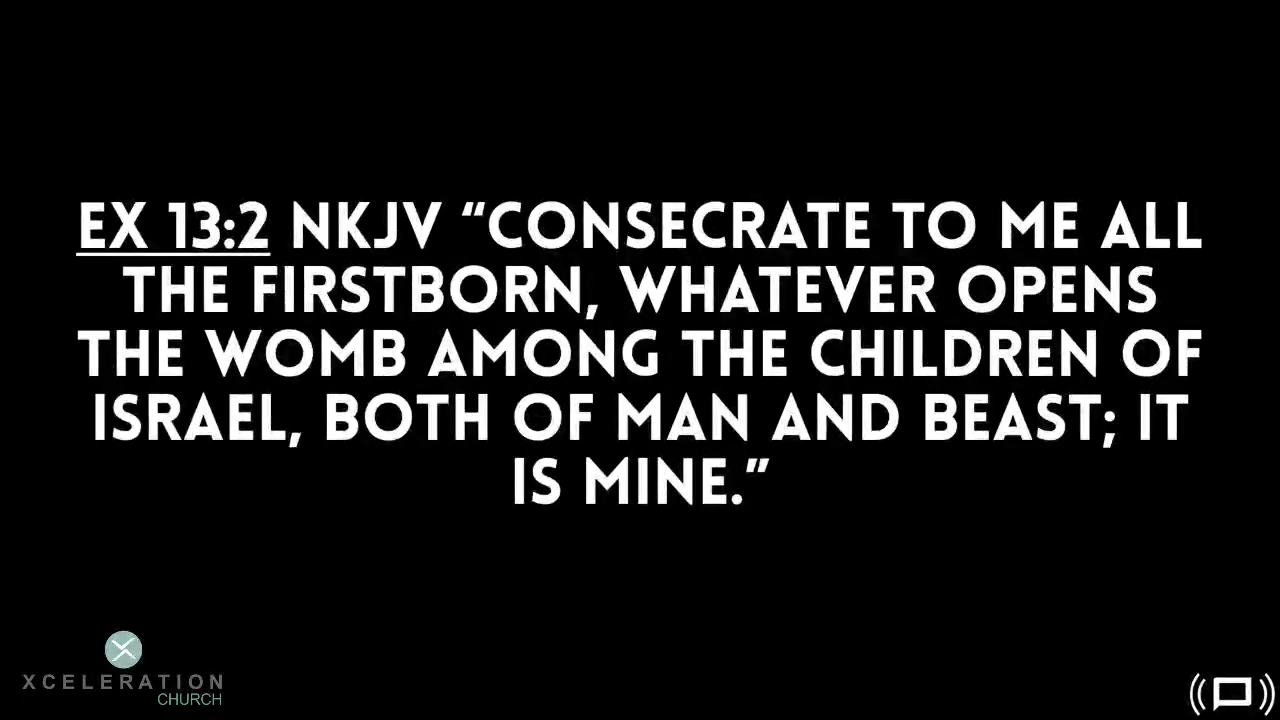 EX 13:2 NKJV “CONSECRATE TO ME ALL
THE FIRSTBORN, WHATEVER OPENS
THE WOMB AMONG THE CHILDREN OF
ISRAEL, BOTH OF MAN AND BEAST; IT
IS MINE.”
XCELERATION
CHURCH